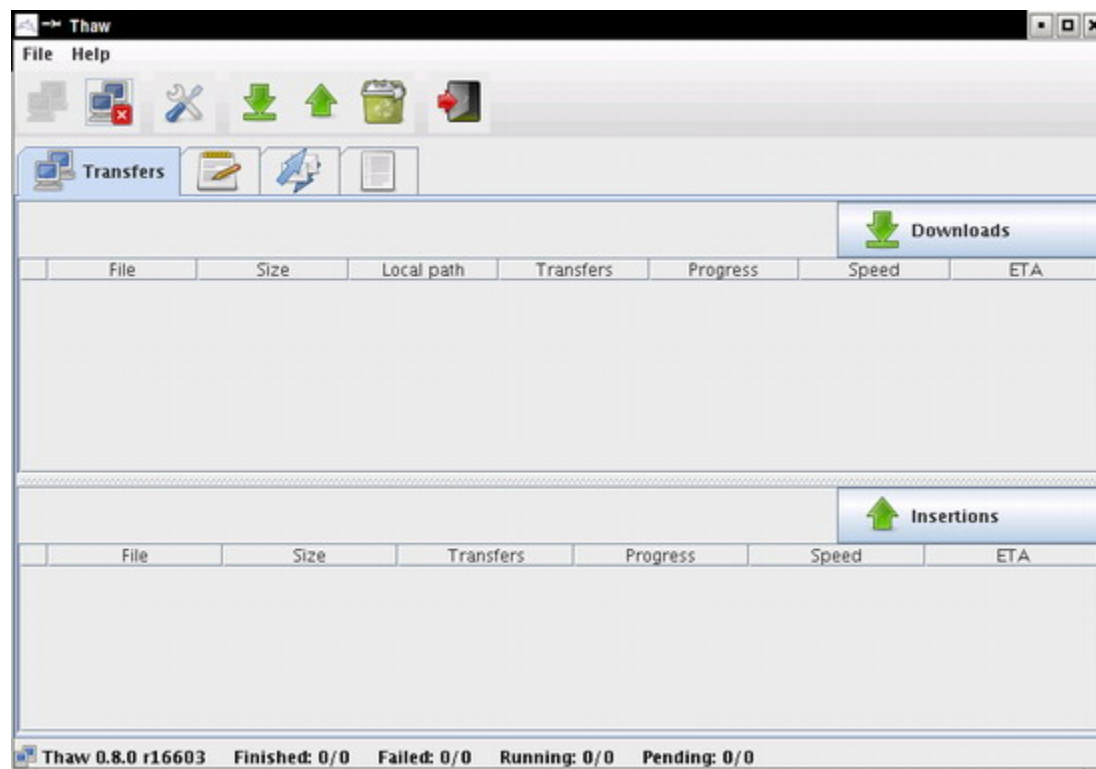 Thaw
File Help
Transfers
Downloads
File Size Local path Transfers Progress Speed ETA
Insertions
File Size Transfers Progress Speed ETA
Thaw 0.8.0 r16603 Finished: 0/0 Failed: 0/0 Running: 0/0 Pending: 0/0